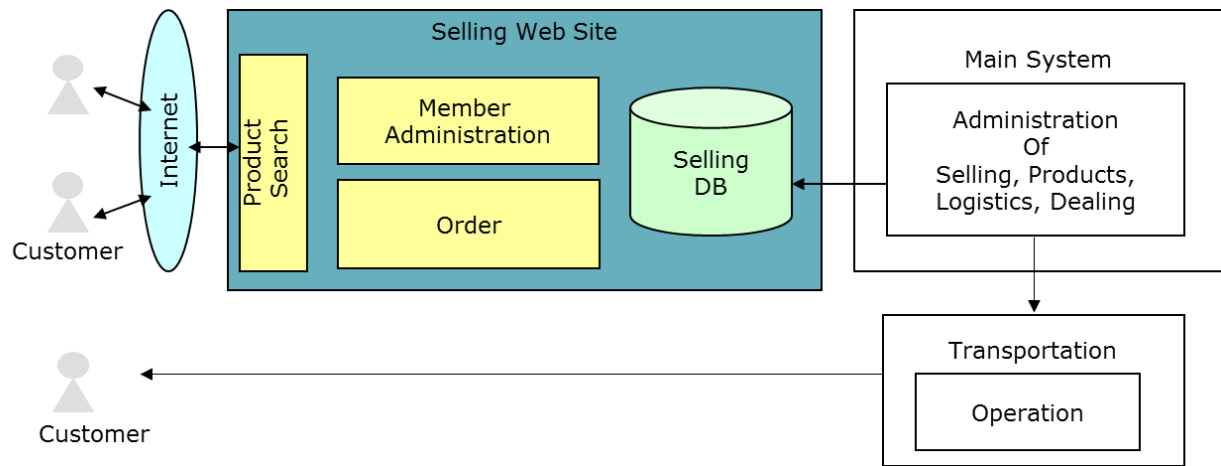 Selling Web Site
Internet
Product
Search
Member
Administration
Order
Selling
DB
Customer
Main System
Administration
Of
Selling, Products,
Logistics, Dealing
Transportation
Operation
Customer